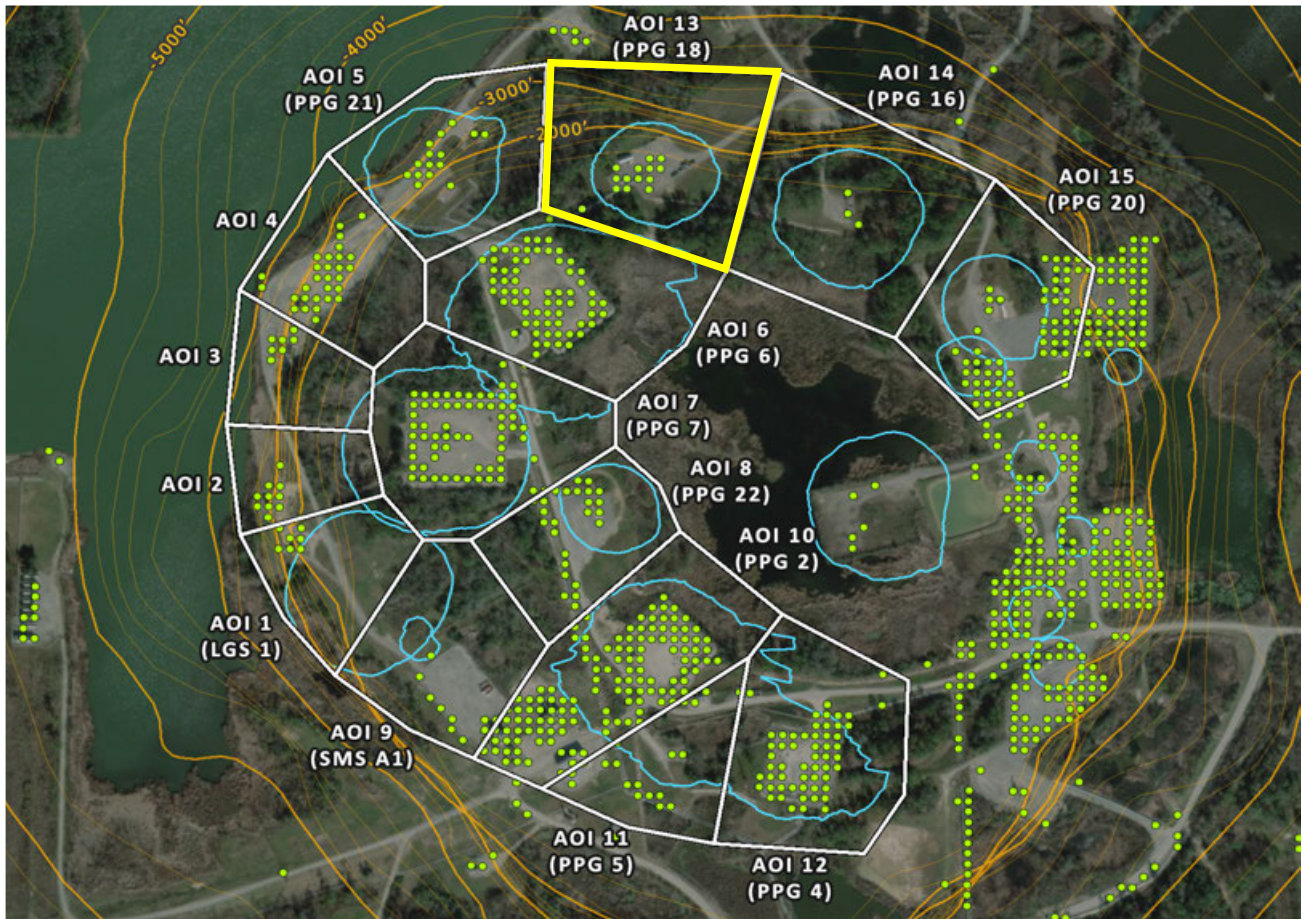 -5000'
-4000'
AOI 13
(PPG 18)
AOI 5
(PPG 21)
AOI 14
(PPG 16)
-3000'
-2000'
AOI 15
(PPG 20)
AOI 4
AOI 3
AOI 6
(PPG 6)
AOI 7
(PPG 7)
AOI 2
AOI 8
(PPG 22)
AOI 10
(PPG 2)
AOI 1
(LGS 1)
AOI 9
(SMS A1)
AOI 11
(PPG 5)
AOI 12
(PPG 4)